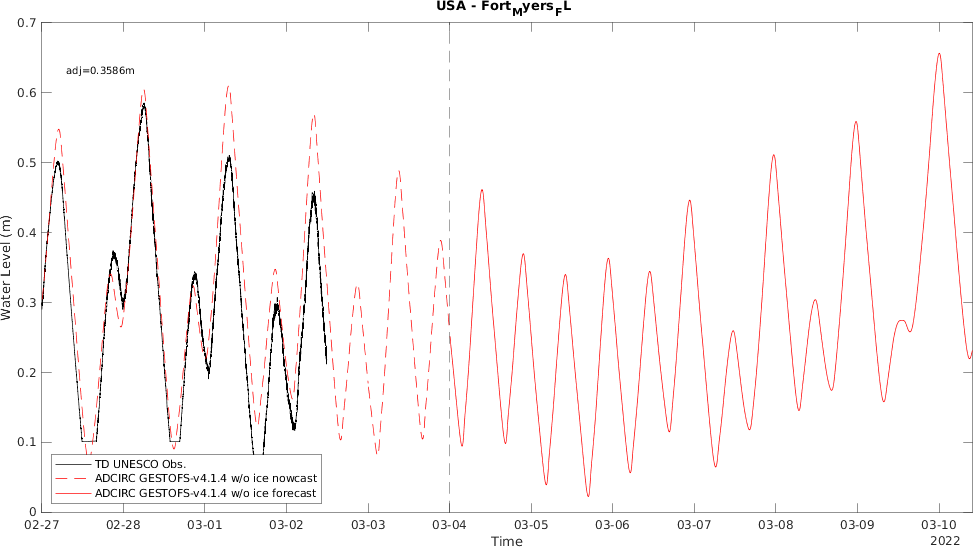 USA - Fort_Myers_FL
0.7
adj=0.3586m
0.6
0.5
0.4
Water Level (m)
0.3
0.2
0.1
TD UNESCO Obs.
ADCIRC GESTOFS-v4.1.4 w/o ice nowcast
ADCIRC GESTOFS-v4.1.4 w/o ice forecast
0
02-27 02-28 03-01 03-02 03-03 03-04 03-05 03-06 03-07 03-08 03-09 03-10
Time
2022